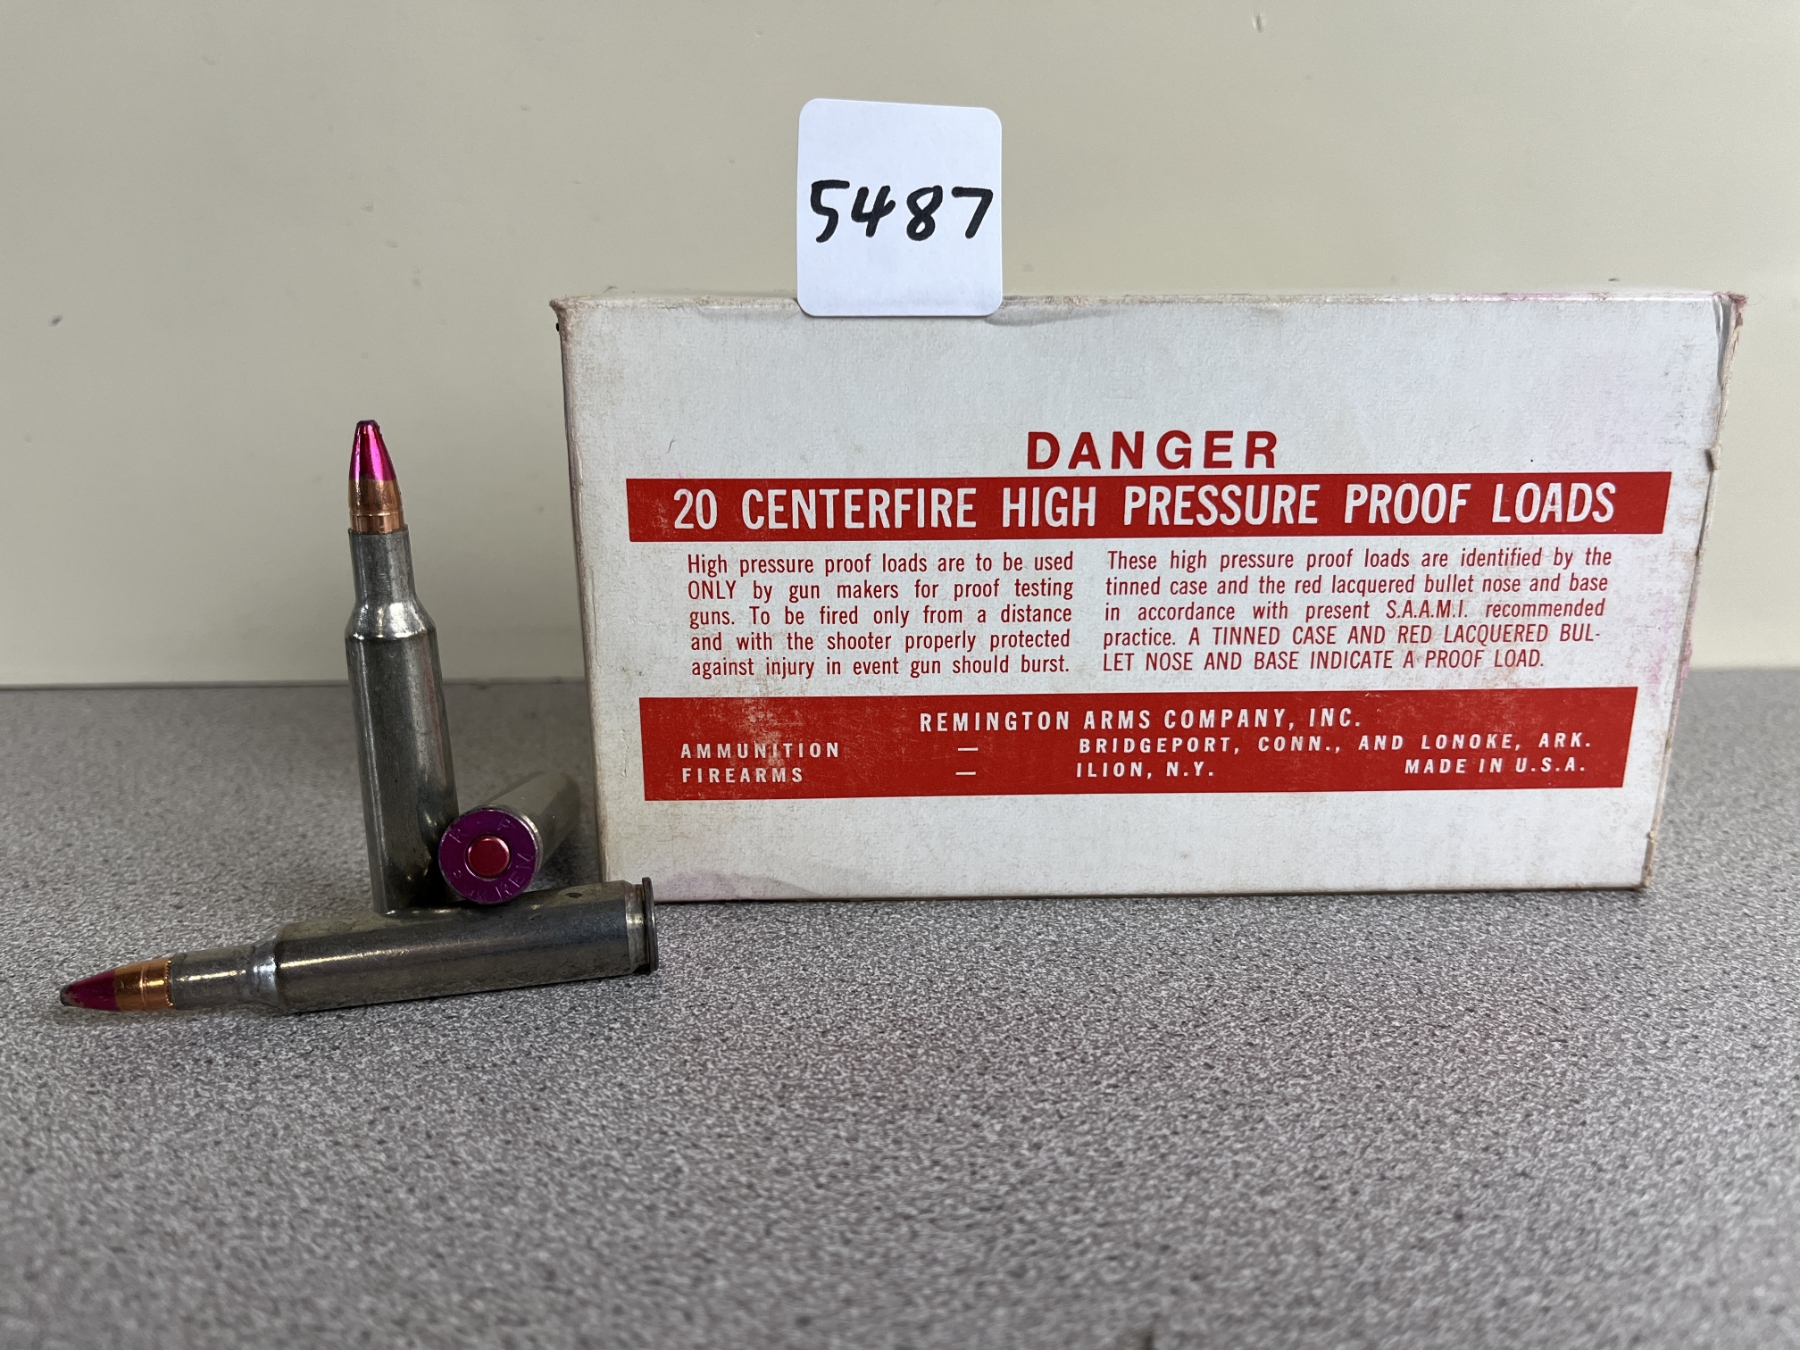 5487
DANGER
20 CENTERFIRE HIGH PRESSURE PROOF LOADS
High pressure proof loads are to be used
ONLY by gun makers for proof testing
guns. To be fired only from a distance
and with the shooter properly protected
against injury in event gun should burst.
These high pressure proof loads are identified by the
tinned case and the red lacquered bullet nose and base
in accordance with present S.A.A.M.I. recommended
practice. A TINNED CASE AND RED LACQUERED BUL-
LET NOSE AND BASE INDICATE A PROOF LOAD.
REMINGTON ARMS COMPANY, INC.
AMMUNITION — BRIDGEPORT, CONN., AND LONOKE, ARK.
FIREARMS — ILION, N.Y. MADE IN U.S.A.